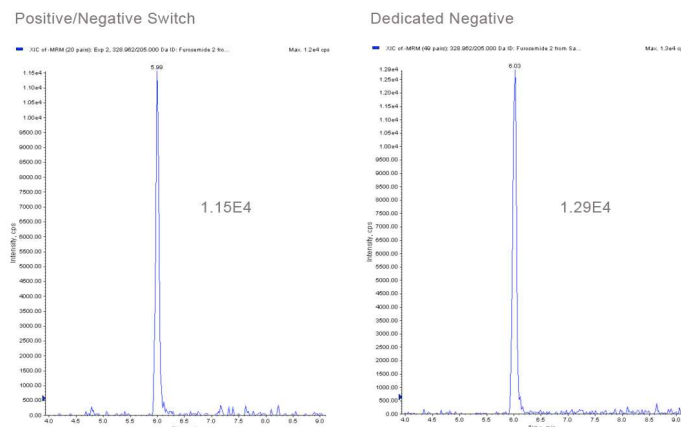 Positive/Negative Switch
XIC of -MRM (20 pairs): Exp 2, 328.962/205.000 Da ID: Furosemide 2 fro...
Max. 1.2e4 cps
5.99
1.15e4
1.10e4
1.05e4
1.00e4
9500.00
9000.00
8500.00
8000.00
7500.00
7000.00
6500.00
6000.00
5500.00
5000.00
4500.00
4000.00
3500.00
3000.00
2500.00
2000.00
1500.00
1000.00
500.00
0.00
Intensity, cps
1.15E4
4.0 4.5 5.0 5.5 6.0 6.5 7.0 7.5 8.0 8.5 9.0
Dedicated Negative
XIC of -MRM (49 pairs): 328.962/205.000 Da ID: Furosemide 2 from Sa...
Max. 1.3e4
6.03
1.29e4
1.25e4
1.20e4
1.15e4
1.10e4
1.05e4
1.00e4
9500.00
9000.00
8500.00
8000.00
7500.00
7000.00
6500.00
6000.00
5500.00
5000.00
4500.00
4000.00
3500.00
3000.00
2500.00
2000.00
1500.00
1000.00
500.00
0.00
Intensity, cps
1.29E4
4.0 4.5 5.0 5.5 6.0 6.5 7.0 7.5 8.0 8.5 9.0